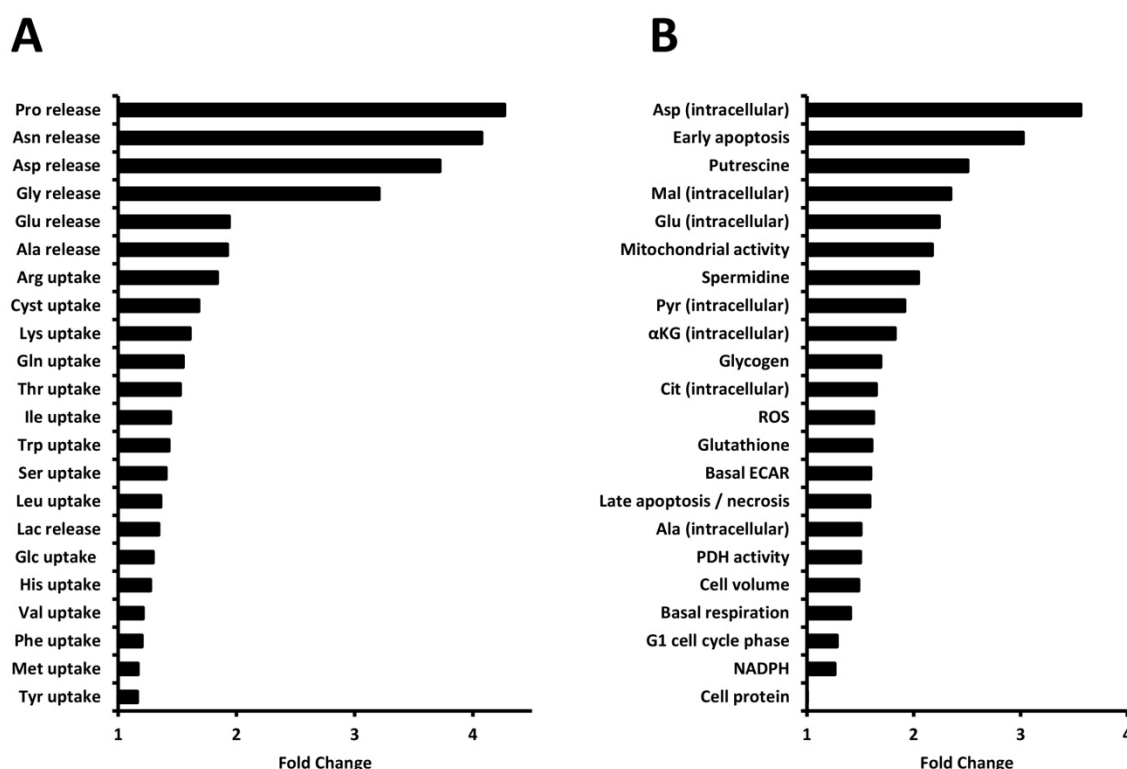 A
Pro release
Asn release
Asp release
Gly release
Glu release
Ala release
Arg uptake
Cyst uptake
Lys uptake
Gln uptake
Thr uptake
Ile uptake
Trp uptake
Ser uptake
Leu uptake
Lac release
Glc uptake
His uptake
Val uptake
Phe uptake
Met uptake
Tyr uptake
1 2 3 4
Fold Change
B
Asp (intracellular)
Early apoptosis
Putrescine
Mal (intracellular)
Glu (intracellular)
Mitochondrial activity
Spermidine
Pyr (intracellular)
αKG (intracellular)
Glycogen
Cit (intracellular)
ROS
Glutathione
Basal ECAR
Late apoptosis / necrosis
Ala (intracellular)
PDH activity
Cell volume
Basal respiration
G1 cell cycle phase
NADPH
Cell protein
1 2 3 4
Fold Change